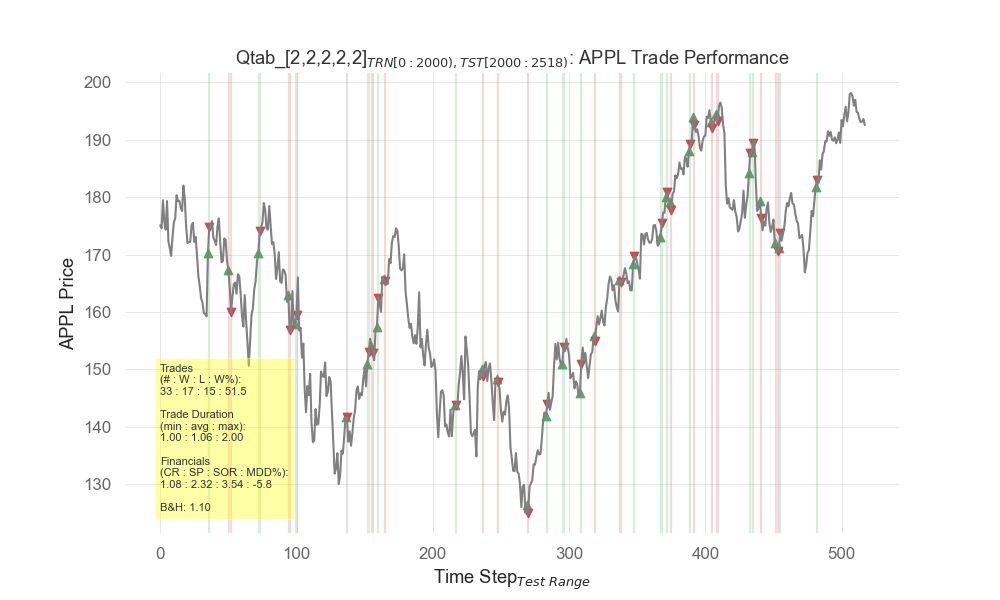 Qtab_[2,2,2,2,2]TRN[0 : 2000), TST[2000 : 2518) : APPL Trade Performance
200
190
180
170
160
150
140
130
APPL Price
Trades
(# : W : L : W%):
33 : 17 : 15 : 51.5
Trade Duration
(min : avg : max):
1.00 : 1.06 : 2.00
Financials
(CR : SP : SOR : MDD%):
1.08 : 2.32 : 3.54 : -5.8
B&H: 1.10
0 100 200 300 400 500
Time StepTest Range